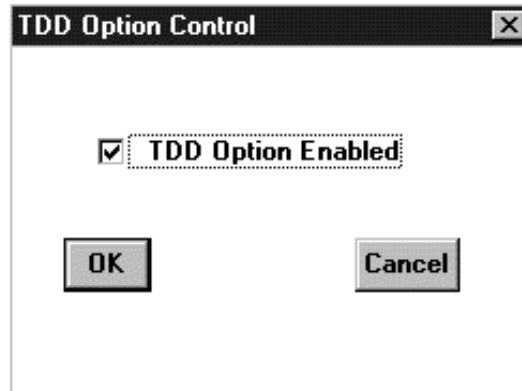 TDD Option Control
TDD Option Enabled
OK
Cancel